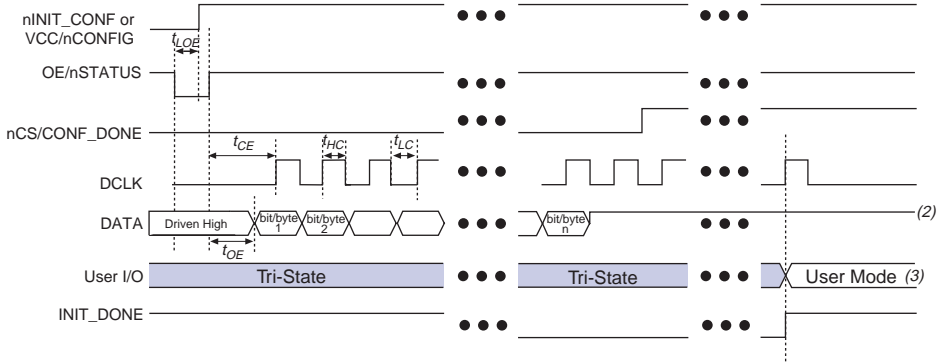 nINIT_CONF or
VCC/nCONFIG
tLOE
OE/nSTATUS
nCS/CONF_DONE
tCE
tHC
tLC
DCLK
DATA
Driven High
bit/byte
1
bit/byte
2
bit/byte
n
(2)
tOE
User I/O
Tri-State
Tri-State
User Mode
(3)
INIT_DONE